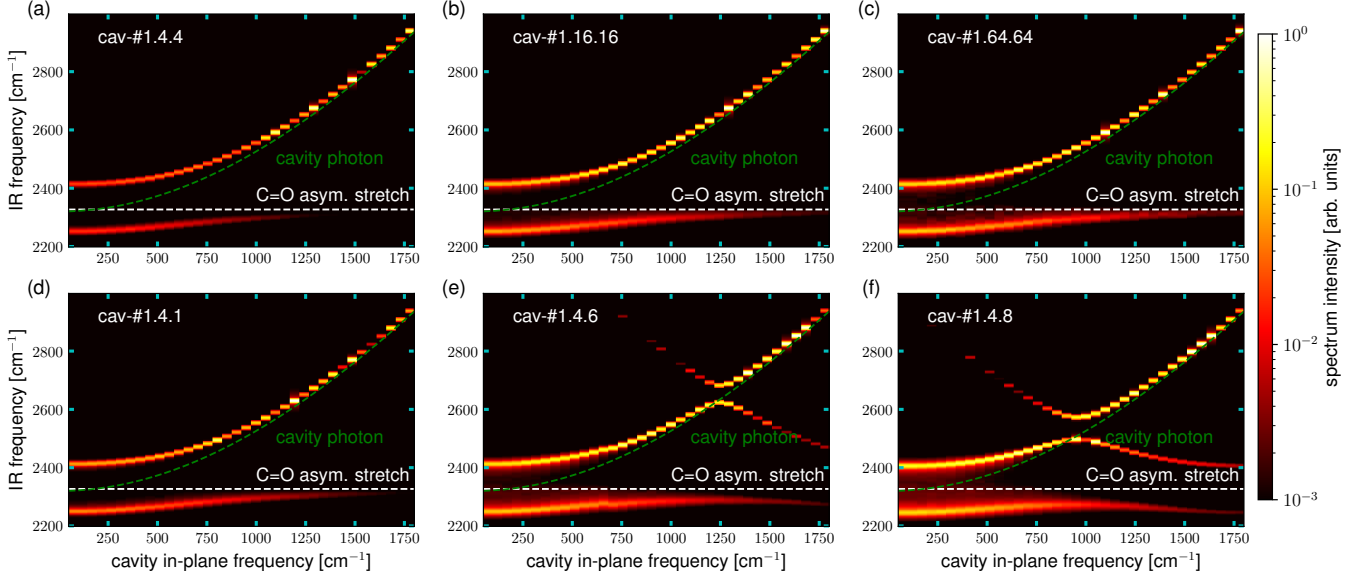 (a)
cav-#1.4.4
cavity photon
C=O asym. stretch
IR frequency [cm⁻¹]
2800
2600
2400
2200
250 500 750 1000 1250 1500 1750
(b)
cav-#1.16.16
cavity photon
C=O asym. stretch
2800
2600
2400
2200
250 500 750 1000 1250 1500 1750
(c)
cav-#1.64.64
cavity photon
C=O asym. stretch
2800
2600
2400
2200
250 500 750 1000 1250 1500 1750
(d)
cav-#1.4.1
cavity photon
C=O asym. stretch
IR frequency [cm⁻¹]
2800
2600
2400
2200
250 500 750 1000 1250 1500 1750
cavity in-plane frequency [cm⁻¹]
(e)
cav-#1.4.6
cavity photon
C=O asym. stretch
2800
2600
2400
2200
250 500 750 1000 1250 1500 1750
cavity in-plane frequency [cm⁻¹]
(f)
cav-#1.4.8
cavity photon
C=O asym. stretch
2800
2600
2400
2200
250 500 750 1000 1250 1500 1750
cavity in-plane frequency [cm⁻¹]
10⁰
10⁻¹
10⁻²
10⁻³
spectrum intensity [arb. units]